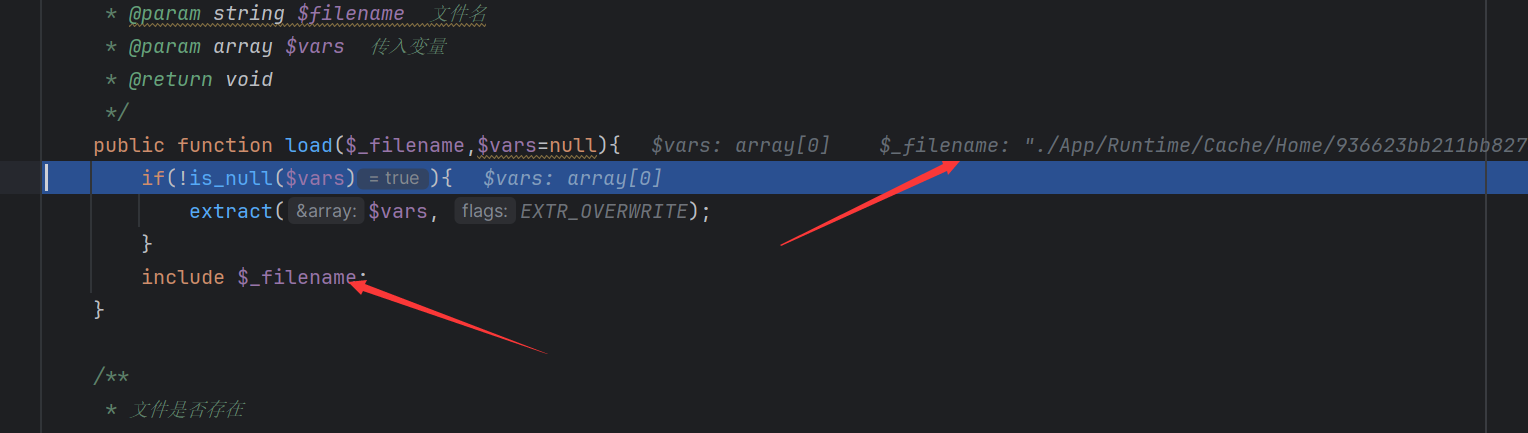 * @param string $filename  文件名
* @param array $vars  传入变量
* @return void
*/
public function load($_filename,$vars=null){  $vars: array[0]  $_filename: "./App/Runtime/Cache/Home/936623bb211bb827
if(!is_null($vars) = true ){  $vars: array[0]
extract( &array: $vars, flags: EXTR_OVERWRITE);
}
include $_filename;
}
/**
* 文件是否存在